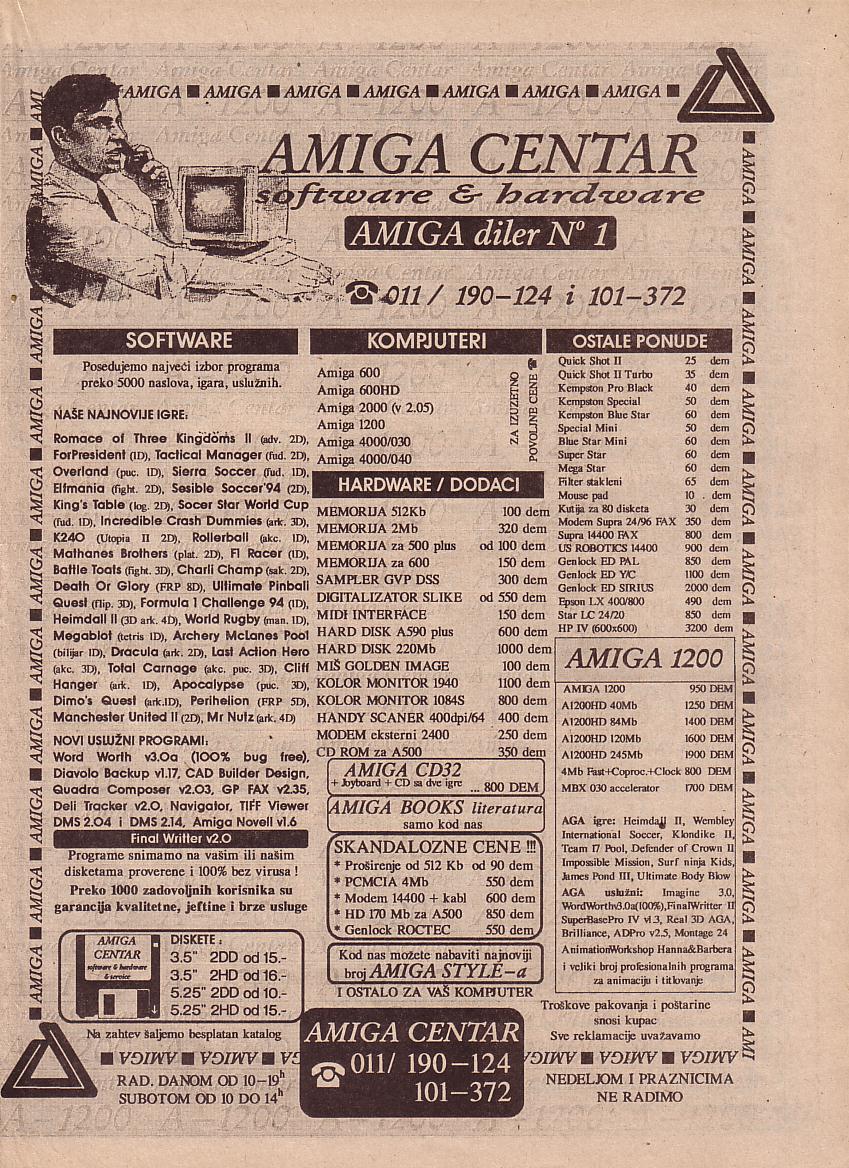 AMIGA ■ AMIGA ■ AMIGA ■ AMIGA ■ AMIGA ■ AMIGA ■ AMIGA ■
AMIGA CENTAR
software & hardware
AMIGA diler Nº 1
☎ 011/ 190-124 i 101-372
SOFTWARE
Posedujemo najveći izbor programa
preko 5000 naslova, igara, uslužnih.
NAŠE NAJNOVIJE IGRE:
Romace of Three Kingdoms II (adv. 2D),
ForPresident (1D), Tactical Manager (fud. 2D),
Overland (puc. 1D), Sierra Soccer (fud. 1D),
Elfmania (fight. 2D), Sesible Soccer'94 (2D),
King's Table (log. 2D), Socer Star World Cup
(fud. 1D), Incredible Crash Dummies (ark. 3D),
K240 (Utopia II 2D), Rollerball (akc. 1D),
Mathanes Brothers (plat. 2D), F1 Racer (1D),
Battle Toats (fight. 3D), Charli Champ (sak. 2D),
Death Or Glory (FRP 8D), Ultimate Pinball
Quest (flip. 3D), Formula 1 Challenge 94 (1D),
Heimdall II (3D ark. 4D), World Rugby (man. 1D),
Megablot (tetris 1D), Archery McLanes Pool
(bilijar 1D), Dracula (ark. 2D), Last Action Hero
(akc. 3D), Total Carnage (akc. puc. 3D), Cliff
Hanger (ark. 1D), Apocalypse (puc. 3D),
Dimo's Quest (ark.1D), Perihelion (FRP 5D),
Manchester United II (2D), Mr Nutz (ark. 4D)
NOVI USLUŽNI PROGRAMI:
Word Worth v3.0a (100% bug free),
Diavolo Backup v1.17, CAD Builder Design,
Quadra Composer v2.03, GP FAX v2.35,
Deli Tracker v2.0, Navigator, TIFF Viewer
DMS 2.04 i DMS 2.14, Amiga Novell v1.6
Final Writter v2.0
Programe snimamo na vašim ili našim
disketama proverene i 100% bez virusa !
Preko 1000 zadovoljnih korisnika su
garancija kvalitetne, jeftine i brze usluge
AMIGA
CENTAR
software & hardware
& service
DISKETE :
3.5" 2DD od 15.-
3.5" 2HD od 16.-
5.25" 2DD od 10.-
5.25" 2HD od 15.-
Na zahtev šaljemo besplatan katalog
KOMPJUTERI
Amiga 600
Amiga 600HD
Amiga 2000 (v 2.05)
Amiga 1200
Amiga 4000/030
Amiga 4000/040
ZA IZUZETNO
POVOLJNE CENE ☎
HARDWARE / DODACI
MEMORIJA 512Kb 100 dem
MEMORIJA 2Mb 320 dem
MEMORIJA za 500 plus od 100 dem
MEMORIJA za 600 150 dem
SAMPLER GVP DSS 300 dem
DIGITALIZATOR SLIKE od 550 dem
MIDI INTERFACE 150 dem
HARD DISK A590 plus 600 dem
HARD DISK 220Mb 1000 dem
MIŠ GOLDEN IMAGE 100 dem
KOLOR MONITOR 1940 1100 dem
KOLOR MONITOR 1084S 800 dem
HANDY SCANER 400dpi/64 400 dem
MODEM eksterni 2400 250 dem
CD ROM za A500 350 dem
AMIGA CD32
+ Joyboard + CD sa dve igre ... 800 DEM
AMIGA BOOKS literatura
samo kod nas
SKANDALOZNE CENE !!!
* Proširenje od 512 Kb od 90 dem
* PCMCIA 4Mb 550 dem
* Modem 14400 + kabl 600 dem
* HD 170 Mb za A500 850 dem
* Genlock ROCTEC 550 dem
Kod nas možete nabaviti najnoviji
broj AMIGA STYLE-a
I OSTALO ZA VAŠ KOMPJUTER
OSTALE PONUDE
Quick Shot II 25 dem
Quick Shot II Turbo 35 dem
Kempston Pro Black 40 dem
Kempston Special 50 dem
Kempston Blue Star 60 dem
Special Mini 50 dem
Blue Star Mini 60 dem
Super Star 60 dem
Mega Star 60 dem
Filter stakleni 65 dem
Mouse pad 10 . dem
Kutija za 80 disketa 30 dem
Modem Supra 24/96 FAX 350 dem
Supra 14400 FAX 800 dem
US ROBOTICS 14400 900 dem
Genlock ED PAL 850 dem
Genlock ED Y/C 1100 dem
Genlock ED SIRIUS 2000 dem
Epson LX 400/800 490 dem
Star LC 24/20 850 dem
HP IV (600x600) 3200 dem
AMIGA 1200
AMIGA 1200 950 DEM
A1200HD 40Mb 1250 DEM
A1200HD 84Mb 1400 DEM
A1200HD 120Mb 1600 DEM
A1200HD 245Mb 1900 DEM
4Mb Fast+Coproc.+Clock 800 DEM
MBX 030 accelerator 1700 DEM
AGA igre: Heimdall II, Wembley
International Soccer, Klondike II,
Team 17 Pool, Defender of Crown II
Impossible Mission, Surf ninja Kids,
James Pond III, Ultimate Body Blow
AGA uslužni: Imagine 3.0,
WordWorthv3.0a(100%),FinalWritter II
SuperBasePro IV v1.3, Real 3D AGA,
Brilliance, ADPro v2.5, Montage 24
AnimationWorkshop Hanna&Barbera
i veliki broj profesionalnih programa
za animaciju i titlovanje
Troškove pakovanja i poštarine
snosi kupac
Sve reklamacije uvažavamo
AMIGA CENTAR
☎ 011/ 190-124
101-372
RAD. DANOM OD 10-19h
SUBOTOM OD 10 DO 14h
NEDELJOM I PRAZNICIMA
NE RADIMO